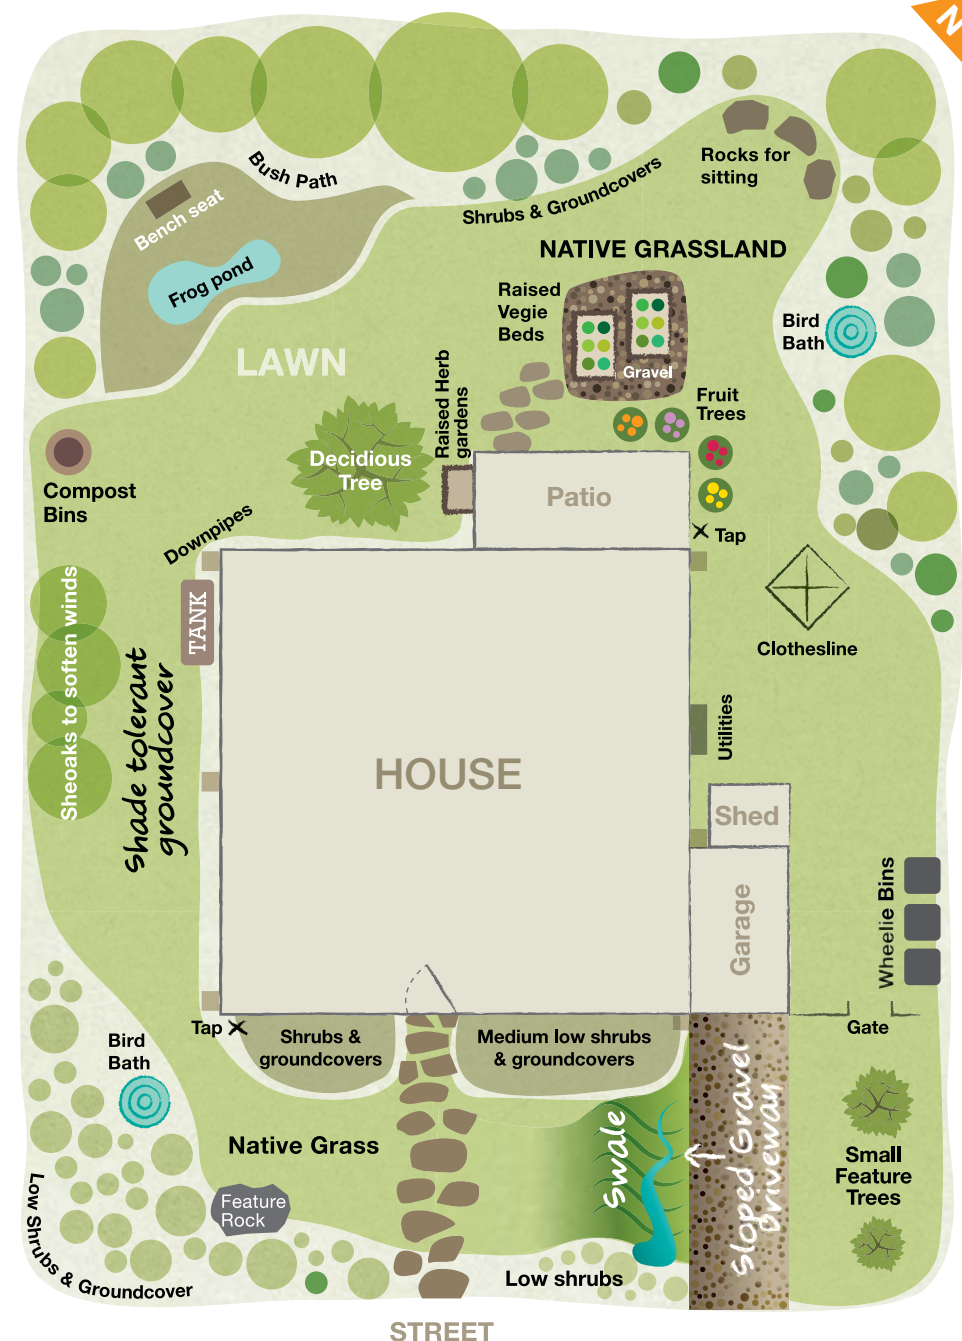 N
Bush Path
Bench seat
Frog pond
Shrubs & Groundcovers
Rocks for
sitting
NATIVE GRASSLAND
Raised
Vegie
Beds
Gravel
Bird
Bath
LAWN
Raised Herb
gardens
Fruit
Trees
Decidious
Tree
Compost
Bins
Patio
Tap
Downpipes
TANK
Sheoaks to soften winds
Shade tolerant
groundcover
Clothesline
Utilities
HOUSE
Shed
Garage
Wheelie Bins
Gate
Tap
Shrubs &
groundcovers
Medium low shrubs
& groundcovers
Bird
Bath
Native Grass
Swale
Sloped Gravel
Driveway
Small
Feature
Trees
Feature
Rock
Low Shrubs & Groundcover
Low shrubs
STREET